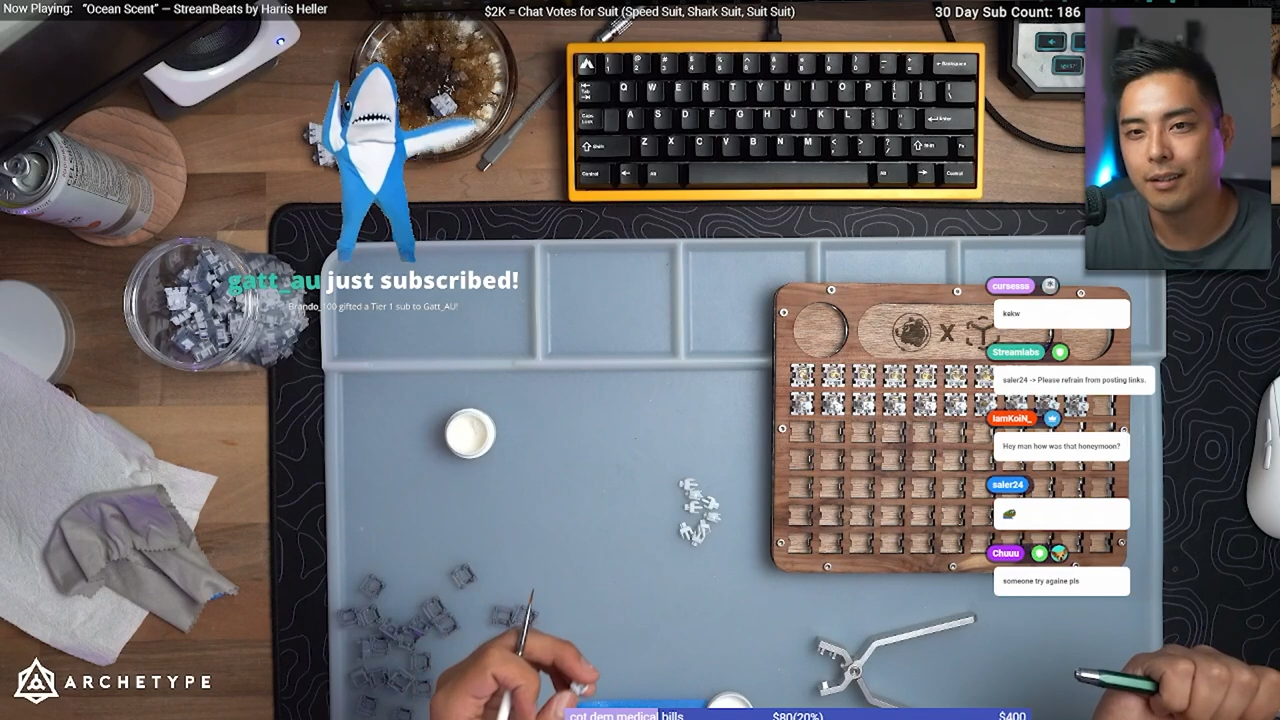 Now Playing: "Ocean Scent" — StreamBeats by Harris Heller
$2K = Chat Votes for Suit (Speed Suit, Shark Suit, Suit Suit)
30 Day Sub Count: 186
Q W E R T Y U I O P
A S D F G H J K L
Z X C V B N M
gatt_au just subscribed!
Brando_100 gifted a Tier 1 sub to Gatt_AU!
X
cursesss
kekw
Streamlabs
saler24 -> Please refrain from posting links.
IamKoiN_
Hey man how was that honeymoon?
saler24
Chuuu
someone try againe pls
ARCHETYPE
cot dem medical bills
$80(20%)
$400